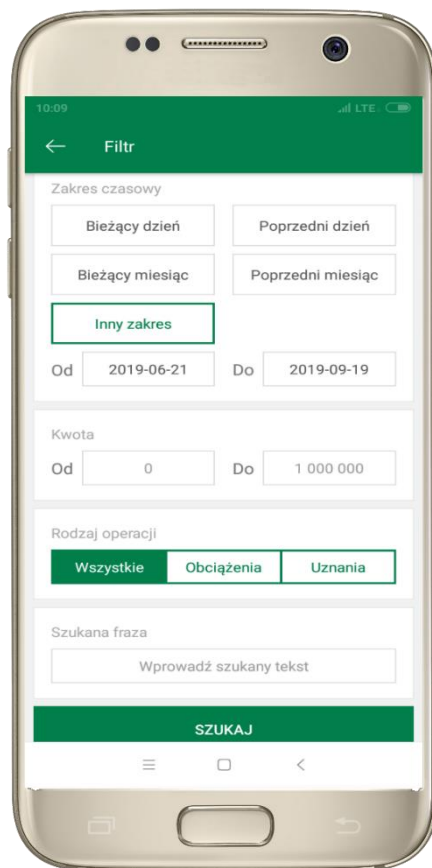 10:09 LTE
Filtr
Zakres czasowy
Bieżący dzień Poprzedni dzień
Bieżący miesiąc Poprzedni miesiąc
Inny zakres
Od 2019-06-21 Do 2019-09-19
Kwota
Od 0 Do 1 000 000
Rodzaj operacji
Wszystkie Obciążenia Uznania
Szukana fraza
Wprowadź szukany tekst
SZUKAJ